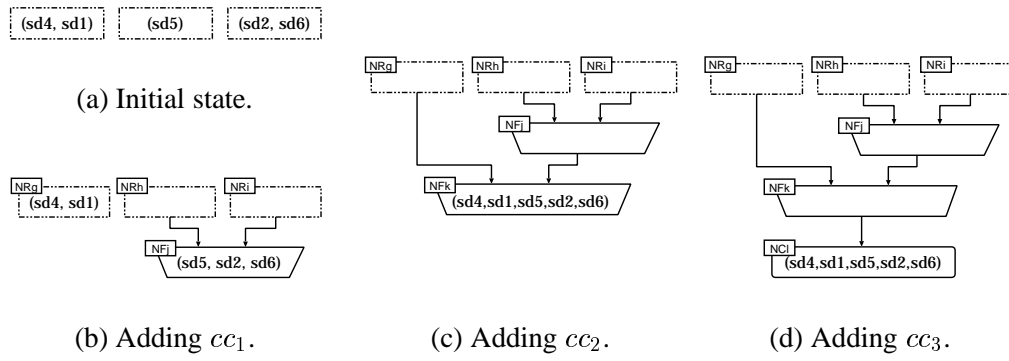 (sd4, sd1) (sd5) (sd2, sd6)
(a) Initial state.
NRg NRh NRi
(sd4, sd1)
NFj
(sd5, sd2, sd6)
(b) Adding cc₁.
NRg NRh NRi
NFj
NFk
(sd4,sd1,sd5,sd2,sd6)
(c) Adding cc₂.
NRg NRh NRi
NFj
NFk
NCl
(sd4,sd1,sd5,sd2,sd6)
(d) Adding cc₃.